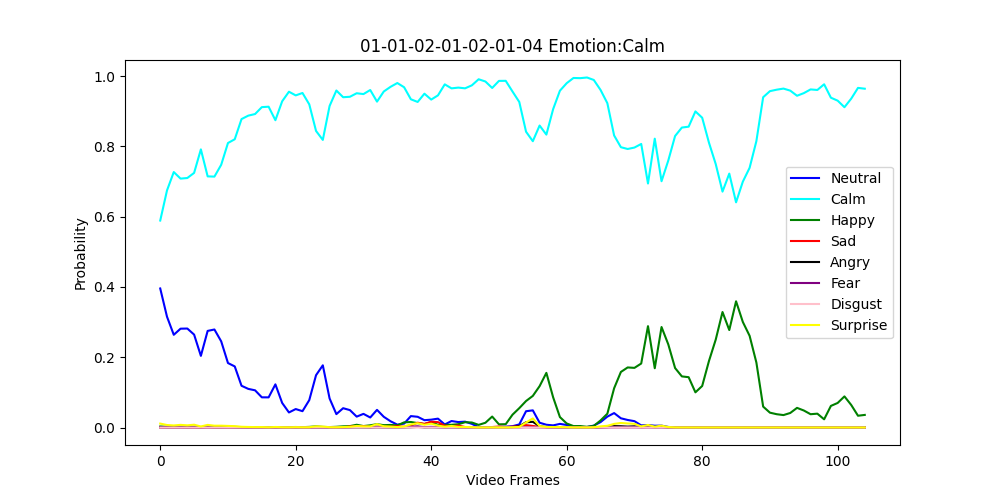 01-01-02-01-02-01-04 Emotion:Calm
1.0
0.8
0.6
0.4
0.2
0.0
Probability
Neutral
Calm
Happy
Sad
Angry
Fear
Disgust
Surprise
0 20 40 60 80 100
Video Frames